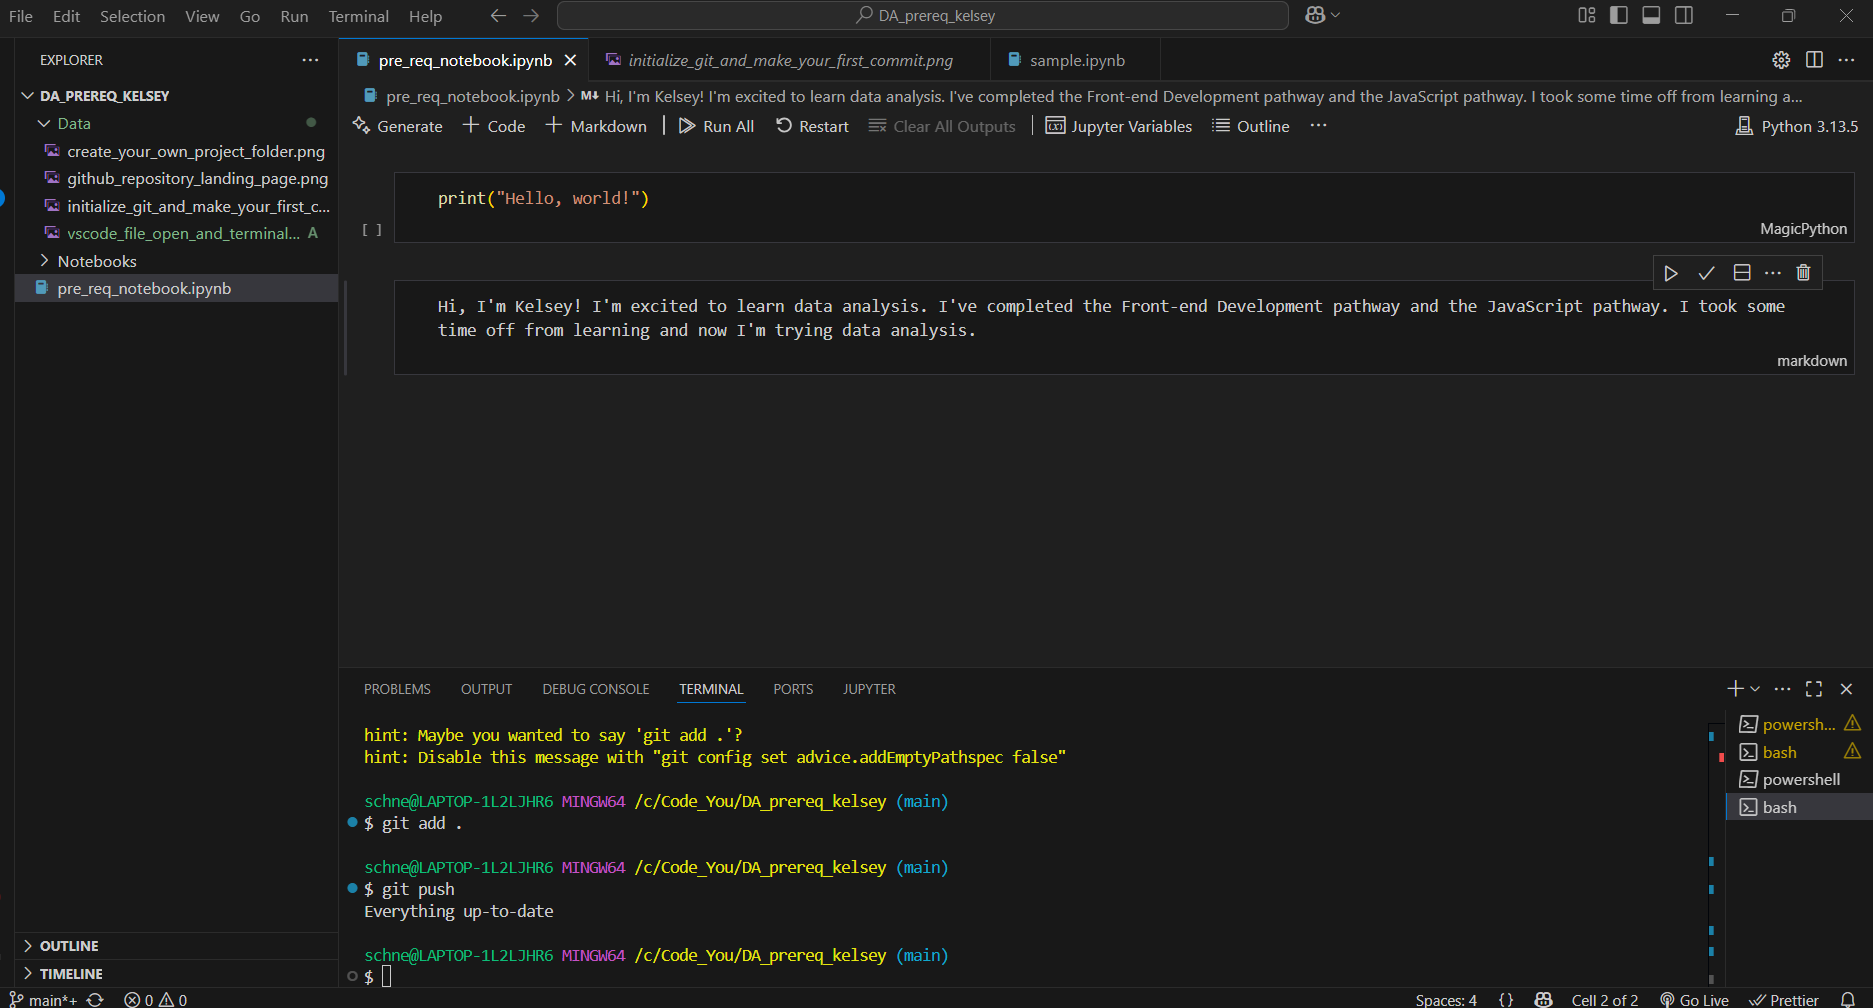 File Edit Selection View Go Run Terminal Help
DA_prereq_kelsey
EXPLORER
DA_PREREQ_KELSEY
Data
create_your_own_project_folder.png
github_repository_landing_page.png
initialize_git_and_make_your_first_c...
vscode_file_open_and_terminal... A
Notebooks
pre_req_notebook.ipynb
OUTLINE
TIMELINE
pre_req_notebook.ipynb initialize_git_and_make_your_first_commit.png sample.ipynb
pre_req_notebook.ipynb > M↓ Hi, I'm Kelsey! I'm excited to learn data analysis. I've completed the Front-end Development pathway and the JavaScript pathway. I took some time off from learning a...
Generate + Code + Markdown | Run All Restart Clear All Outputs | Jupyter Variables Outline ... Python 3.13.5
print("Hello, world!")
[ ]
MagicPython
Hi, I'm Kelsey! I'm excited to learn data analysis. I've completed the Front-end Development pathway and the JavaScript pathway. I took some
time off from learning and now I'm trying data analysis.
markdown
PROBLEMS OUTPUT DEBUG CONSOLE TERMINAL PORTS JUPYTER
hint: Maybe you wanted to say 'git add .'?
hint: Disable this message with "git config set advice.addEmptyPathspec false"
schne@LAPTOP-1L2LJHR6 MINGW64 /c/Code_You/DA_prereq_kelsey (main)
$ git add .
schne@LAPTOP-1L2LJHR6 MINGW64 /c/Code_You/DA_prereq_kelsey (main)
$ git push
Everything up-to-date
schne@LAPTOP-1L2LJHR6 MINGW64 /c/Code_You/DA_prereq_kelsey (main)
$
powersh...
bash
powershell
bash
main*+ 0 0 Spaces: 4 {} Cell 2 of 2 Go Live Prettier